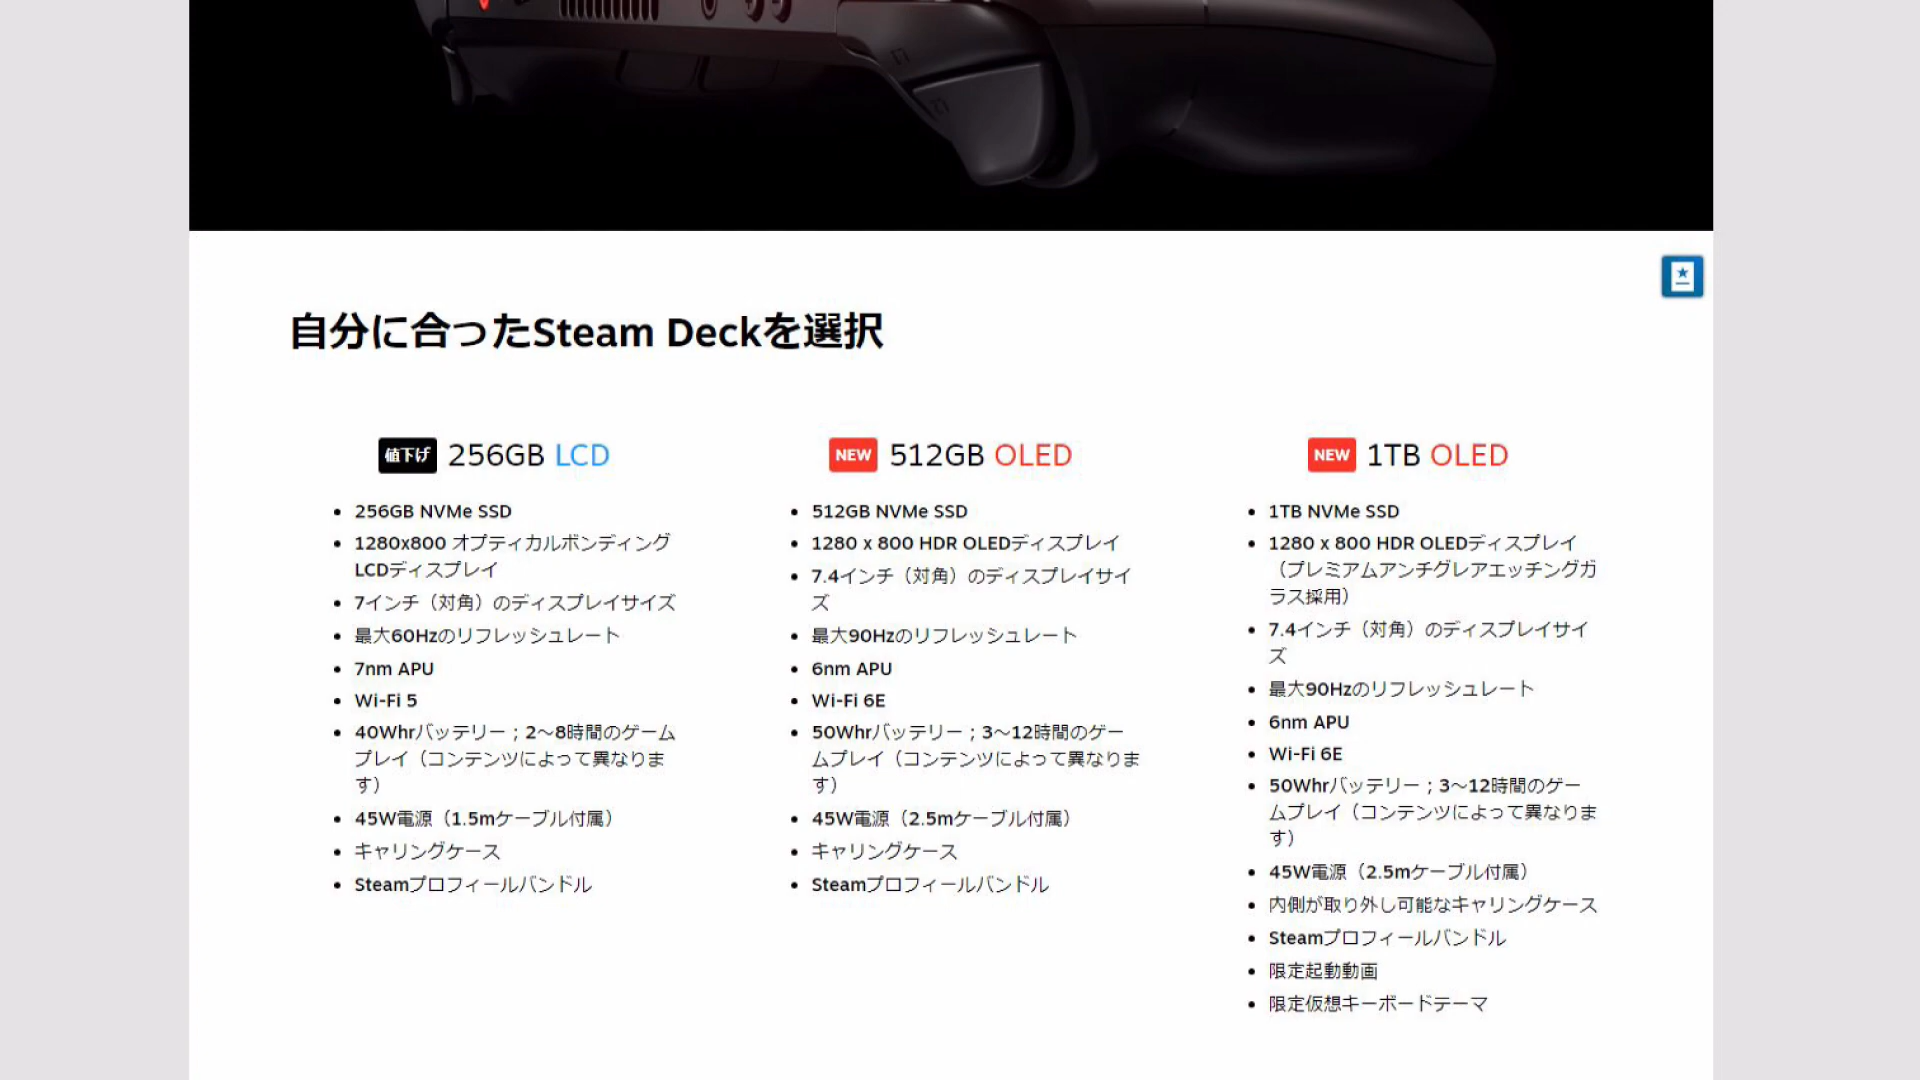 自分に合ったSteam Deckを選択
値下げ 256GB LCD
256GB NVMe SSD
1280x800 オプティカルボンディング
LCDディスプレイ
7インチ（対角）のディスプレイサイズ
最大60Hzのリフレッシュレート
7nm APU
Wi-Fi 5
40Whrバッテリー；2～8時間のゲーム
プレイ（コンテンツによって異なりま
す）
45W電源（1.5mケーブル付属）
キャリングケース
Steamプロフィールバンドル
NEW 512GB OLED
512GB NVMe SSD
1280 x 800 HDR OLEDディスプレイ
7.4インチ（対角）のディスプレイサイ
ズ
最大90Hzのリフレッシュレート
6nm APU
Wi-Fi 6E
50Whrバッテリー；3～12時間のゲー
ムプレイ（コンテンツによって異なりま
す）
45W電源（2.5mケーブル付属）
キャリングケース
Steamプロフィールバンドル
NEW 1TB OLED
1TB NVMe SSD
1280 x 800 HDR OLEDディスプレイ
（プレミアムアンチグレアエッチングガ
ラス採用）
7.4インチ（対角）のディスプレイサイ
ズ
最大90Hzのリフレッシュレート
6nm APU
Wi-Fi 6E
50Whrバッテリー；3～12時間のゲー
ムプレイ（コンテンツによって異なりま
す）
45W電源（2.5mケーブル付属）
内側が取り外し可能なキャリングケース
Steamプロフィールバンドル
限定起動動画
限定仮想キーボードテーマ